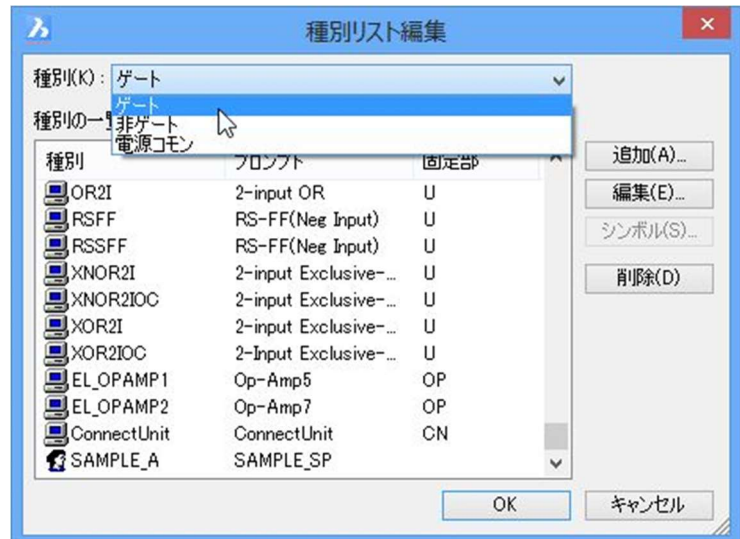 種別リスト編集
種別(K): ゲート
ゲート
非ゲート
電源コモン
種別の一覧
種別 プロンプト 固定部
OR2I 2-input OR U
RSFF RS-FF(Neg Input) U
RSSFF RS-FF(Neg Input) U
XNOR2I 2-input Exclusive-... U
XNOR2IOC 2-input Exclusive-... U
XOR2I 2-input Exclusive-... U
XOR2IOC 2-Input Exclusive-... U
EL_OPAMP1 Op-Amp5 OP
EL_OPAMP2 Op-Amp7 OP
ConnectUnit ConnectUnit CN
SAMPLE_A SAMPLE_SP
追加(A)...
編集(E)...
シンボル(S)...
削除(D)
OK キャンセル